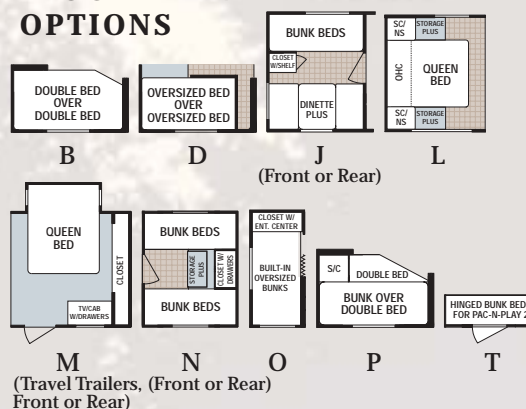 OPTIONS
DOUBLE BED
OVER
DOUBLE BED
B
OVERSIZED BED
OVER
OVERSIZED BED
D
BUNK BEDS
CLOSET
W/SHELF
DINETTE
PLUS
J
(Front or Rear)
SC/
NS
STORAGE
PLUS
OHC
QUEEN
BED
SC/
NS
STORAGE
PLUS
L
QUEEN
BED
CLOSET
TV/CAB
W/DRAWERS
M
(Travel Trailers,
Front or Rear)
BUNK BEDS
STORAGE
PLUS
CLOSET W/
DRAWERS
BUNK BEDS
N
(Front or Rear)
CLOSET W/
ENT. CENTER
BUILT-IN
OVERSIZED
BUNKS
O
S/C
DOUBLE BED
BUNK OVER
DOUBLE BED
P
HINGED BUNK BED
FOR PAC-N-PLAY 2
T